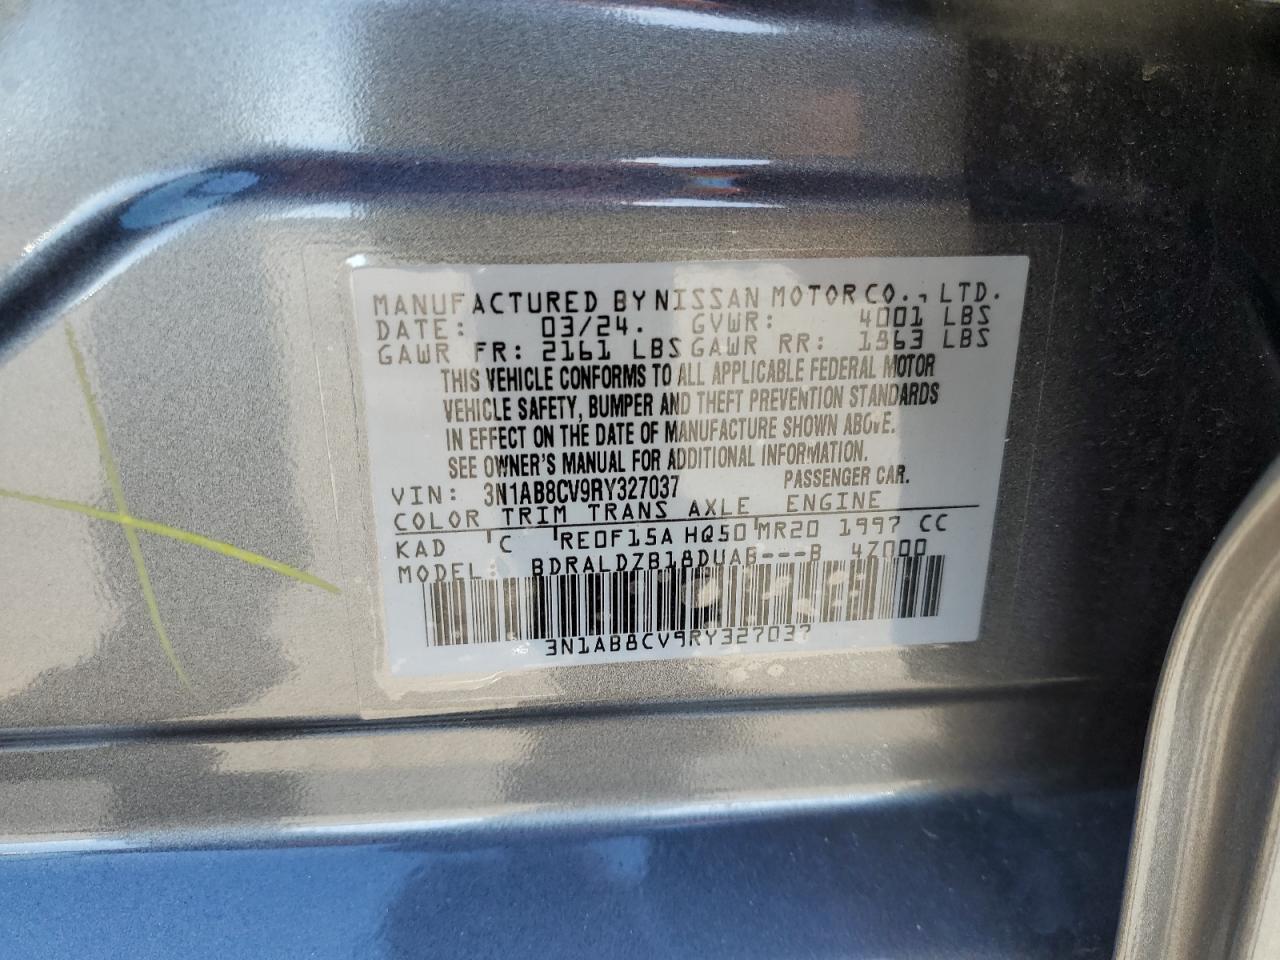 MANUFACTURED BY NISSAN MOTOR CO., LTD.
DATE: 03/24. GVWR: 4001 LBS
GAWR FR: 2161 LBS GAWR RR: 1963 LBS
THIS VEHICLE CONFORMS TO ALL APPLICABLE FEDERAL MOTOR
VEHICLE SAFETY, BUMPER AND THEFT PREVENTION STANDARDS
IN EFFECT ON THE DATE OF MANUFACTURE SHOWN ABOVE.
SEE OWNER'S MANUAL FOR ADDITIONAL INFORMATION.
VIN: 3N1AB8CV9RY327037 PASSENGER CAR.
COLOR TRIM TRANS AXLE ENGINE
KAD C RE0F15A HQ50 MR20 1997 CC
MODEL: BDRALDZB18DUAB---B 4Z000
3N1AB8CV9RY327037